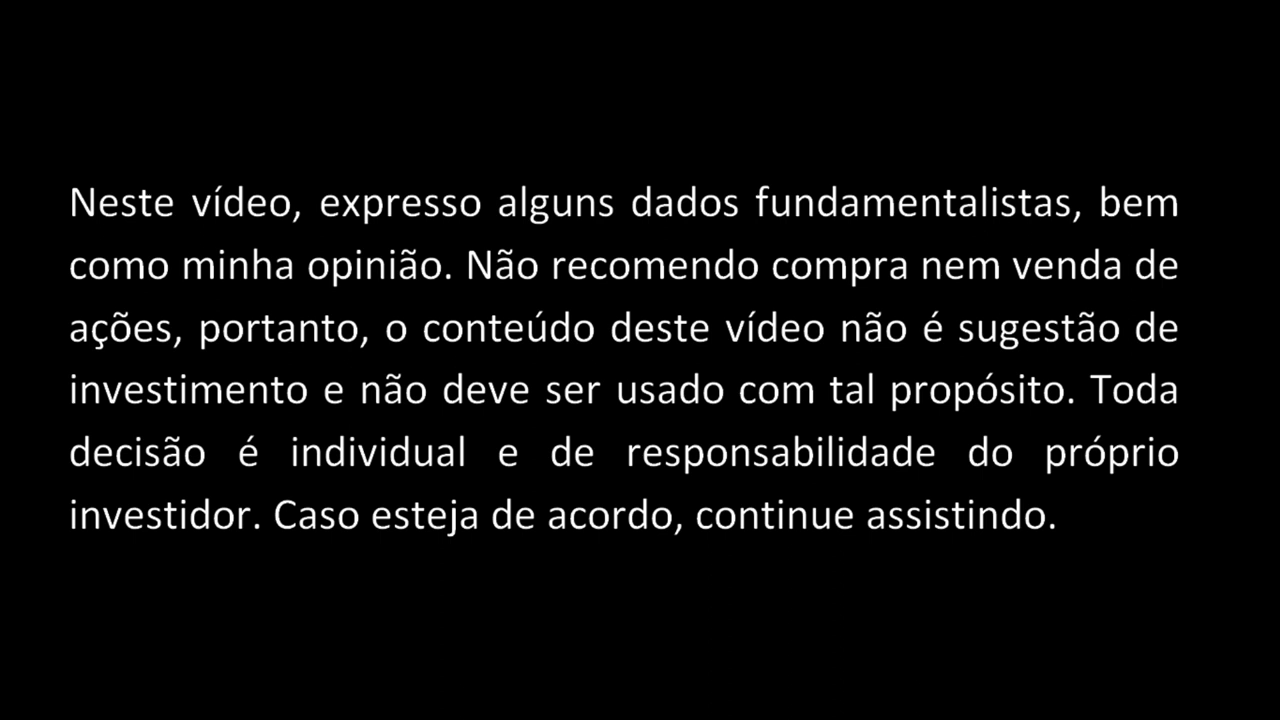 Neste vídeo, expresso alguns dados fundamentalistas, bem
como minha opinião. Não recomendo compra nem venda de
ações, portanto, o conteúdo deste vídeo não é sugestão de
investimento e não deve ser usado com tal propósito. Toda
decisão é individual e de responsabilidade do próprio
investidor. Caso esteja de acordo, continue assistindo.